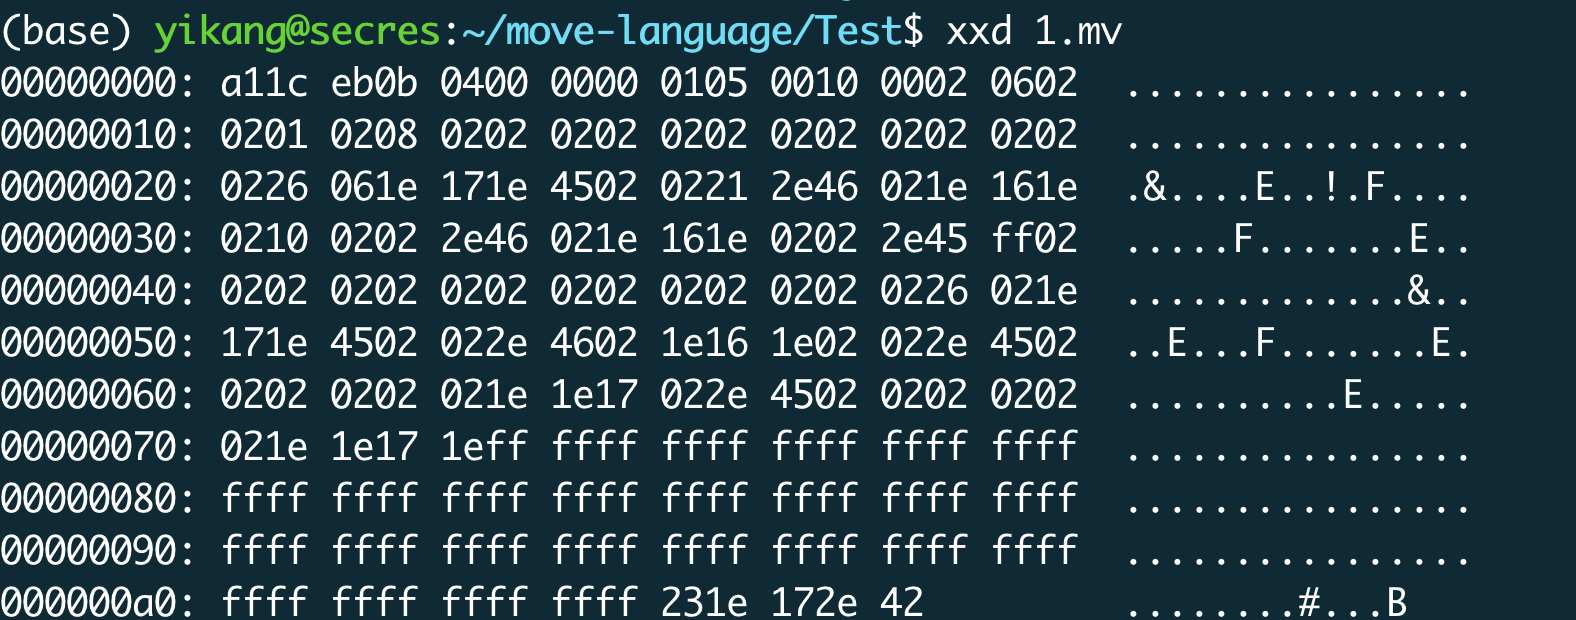 (base) yikang@secres:~/move-language/Test$ xxd 1.mv
00000000: a11c eb0b 0400 0000 0105 0010 0002 0602  ................
00000010: 0201 0208 0202 0202 0202 0202 0202 0202  ................
00000020: 0226 061e 171e 4502 0221 2e46 021e 161e  .&....E..!.F....
00000030: 0210 0202 2e46 021e 161e 0202 2e45 ff02  .....F.......E..
00000040: 0202 0202 0202 0202 0202 0202 0226 021e  .............&..
00000050: 171e 4502 022e 4602 1e16 1e02 022e 4502  ..E...F.......E.
00000060: 0202 0202 021e 1e17 022e 4502 0202 0202  ..........E.....
00000070: 021e 1e17 1eff ffff ffff ffff ffff ffff  ................
00000080: ffff ffff ffff ffff ffff ffff ffff ffff  ................
00000090: ffff ffff ffff ffff ffff ffff ffff ffff  ................
000000a0: ffff ffff ffff ffff 231e 172e 42  ........#...B